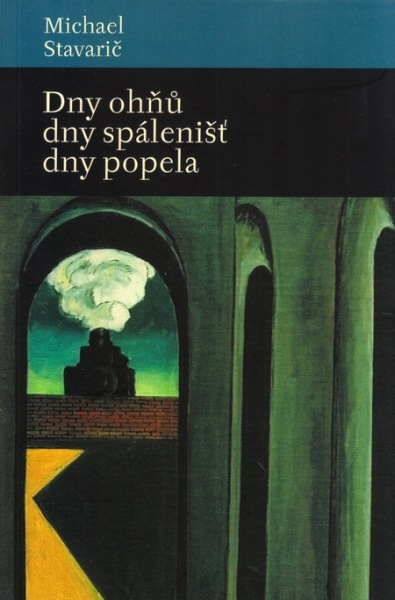 Michael
Stavarič
Dny ohňů
dny spálenišť
dny popela